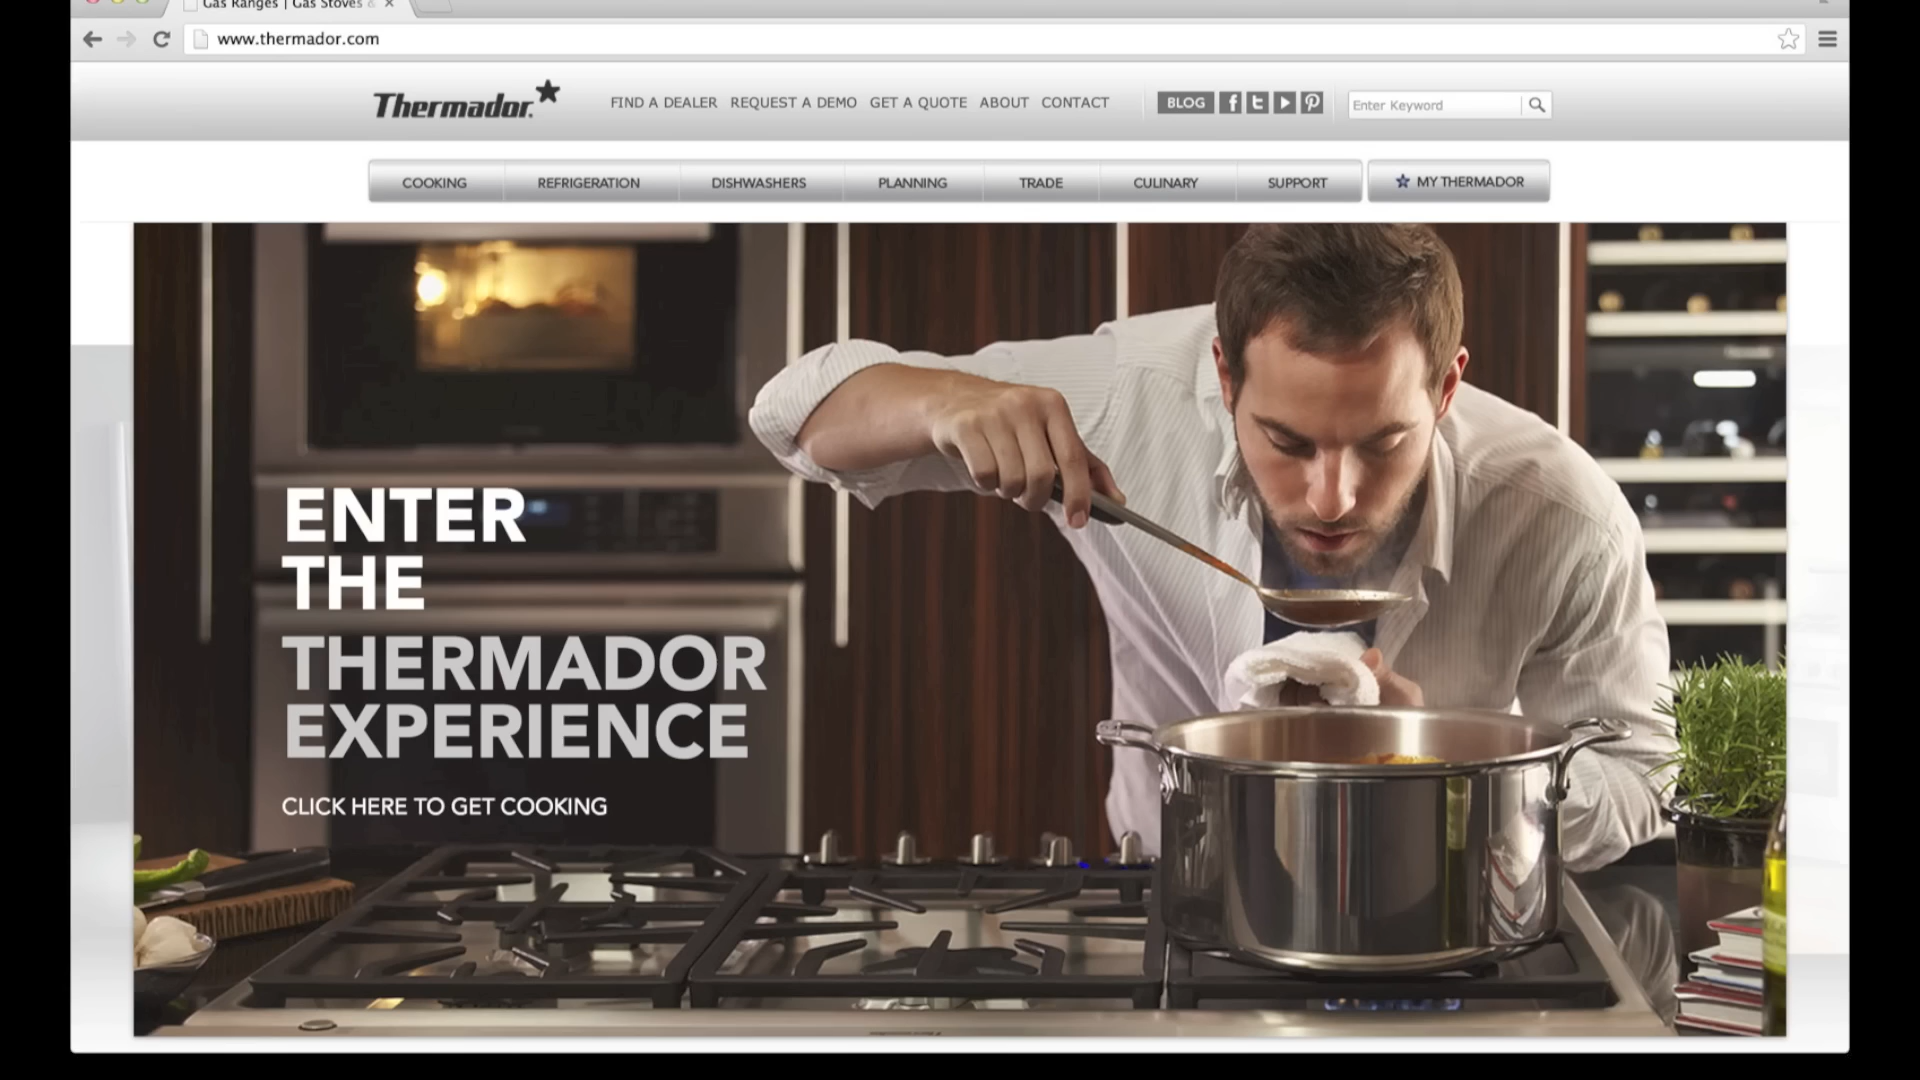 Gas Ranges | Gas Stoves &
www.thermador.com
Thermador.
FIND A DEALER REQUEST A DEMO GET A QUOTE ABOUT CONTACT
BLOG
Enter Keyword
COOKING REFRIGERATION DISHWASHERS PLANNING TRADE CULINARY SUPPORT MY THERMADOR
ENTER
THE
THERMADOR
EXPERIENCE
CLICK HERE TO GET COOKING